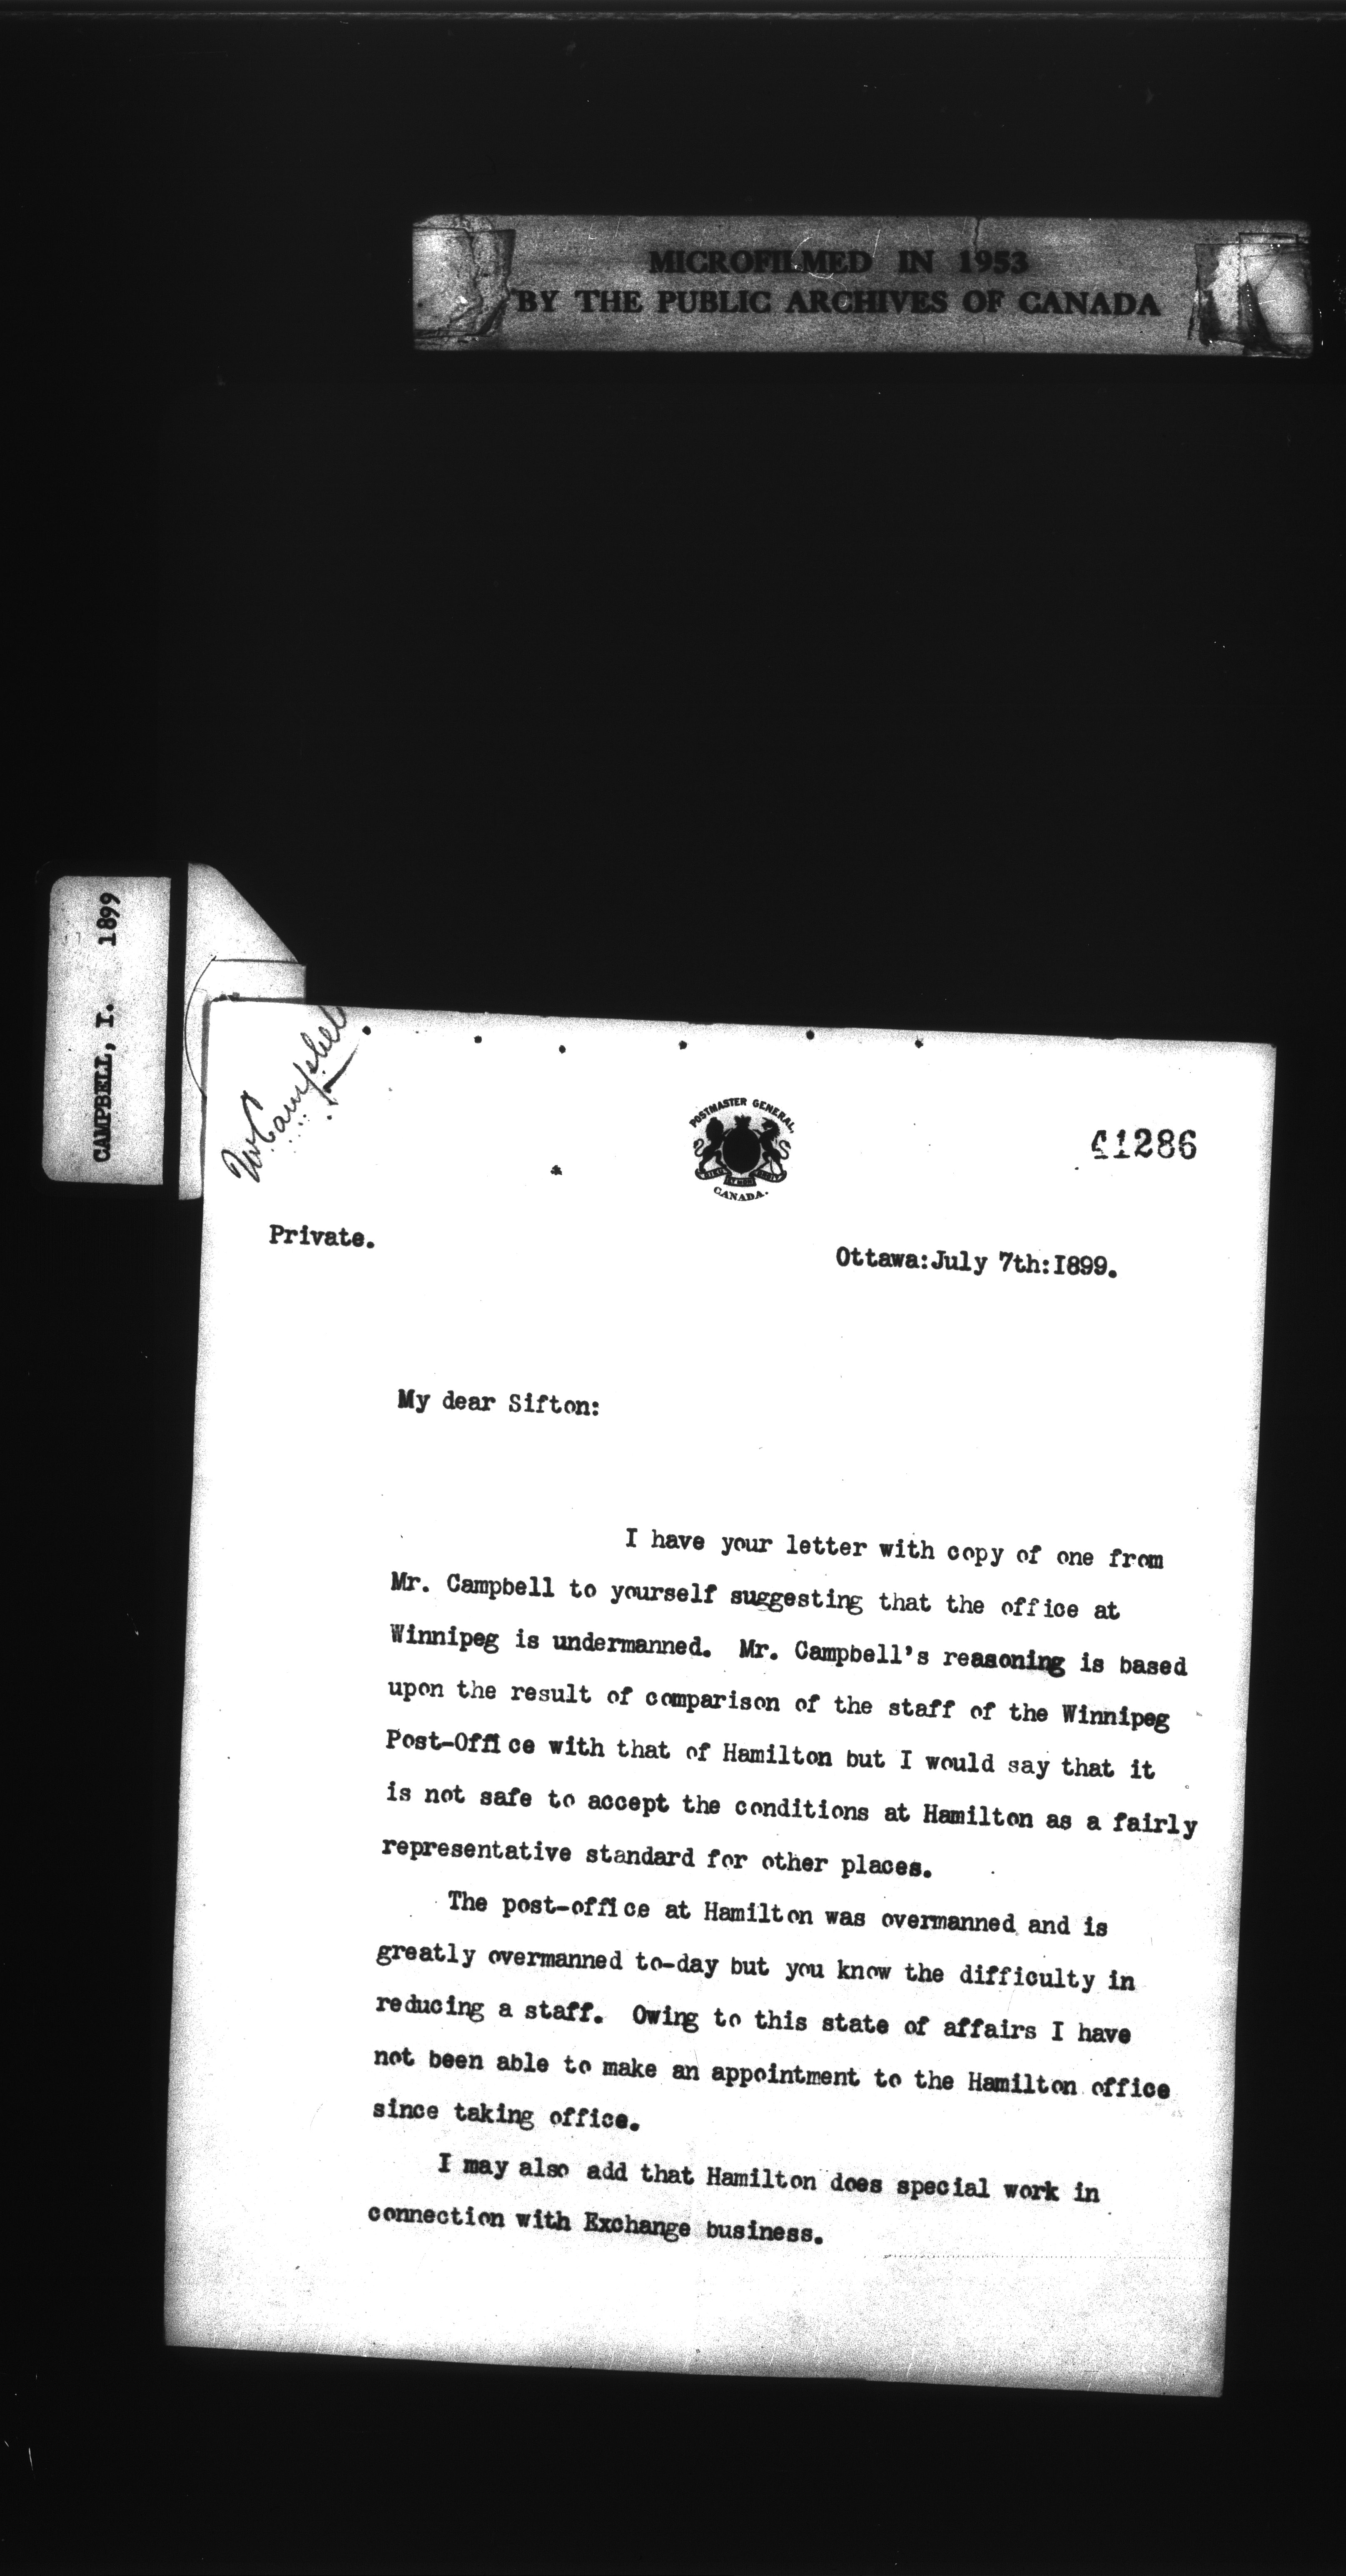 MICROFILMED IN 1953
BY THE PUBLIC ARCHIVES OF CANADA
CAMPBELL, I. 1899
Campbell
POSTMASTER GENERAL,
CANADA.
41286
Private.
Ottawa:July 7th:I899.
My dear Sifton:
I have your letter with copy of one from
Mr. Campbell to yourself suggesting that the office at
Winnipeg is undermanned. Mr. Campbell's reasoning is based
upon the result of comparison of the staff of the Winnipeg
Post-Office with that of Hamilton but I would say that it
is not safe to accept the conditions at Hamilton as a fairly
representative standard for other places.
The post-office at Hamilton was overmanned and is
greatly overmanned to-day but you know the difficulty in
reducing a staff. Owing to this state of affairs I have
not been able to make an appointment to the Hamilton office
since taking office.
I may also add that Hamilton does special work in
connection with Exchange business.